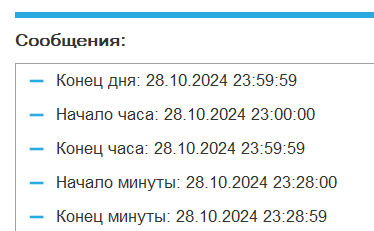 Сообщения:
Конец дня: 28.10.2024 23:59:59
Начало часа: 28.10.2024 23:00:00
Конец часа: 28.10.2024 23:59:59
Начало минуты: 28.10.2024 23:28:00
Конец минуты: 28.10.2024 23:28:59